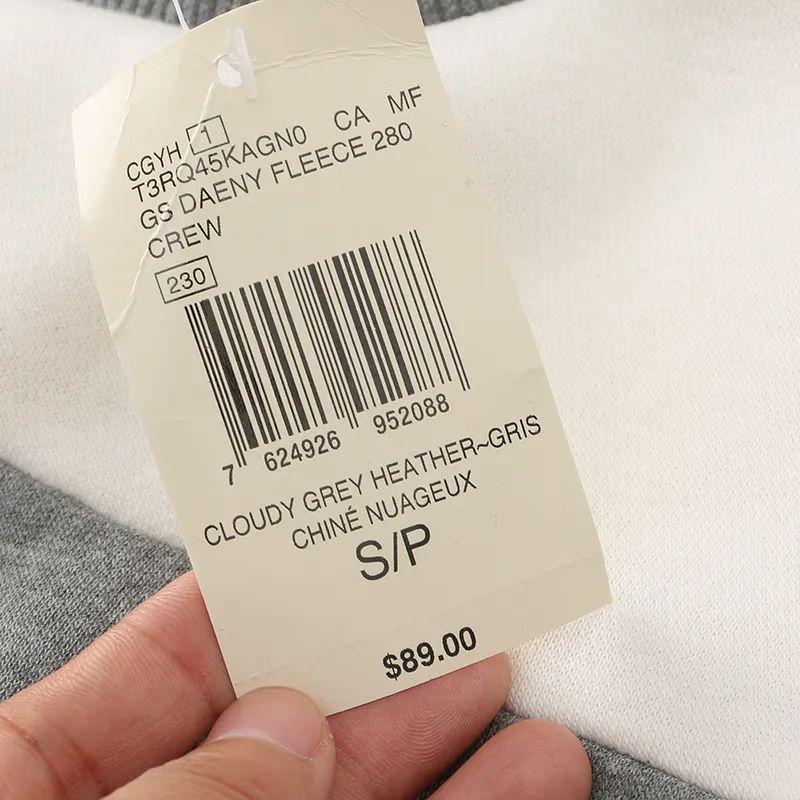 CGYH 1
T3RQ45KAGN0 CA MF
GS DAENY FLEECE 280
CREW
230
7 624926 952088
CLOUDY GREY HEATHER~GRIS
CHINÉ NUAGEUX
S/P
$89.00